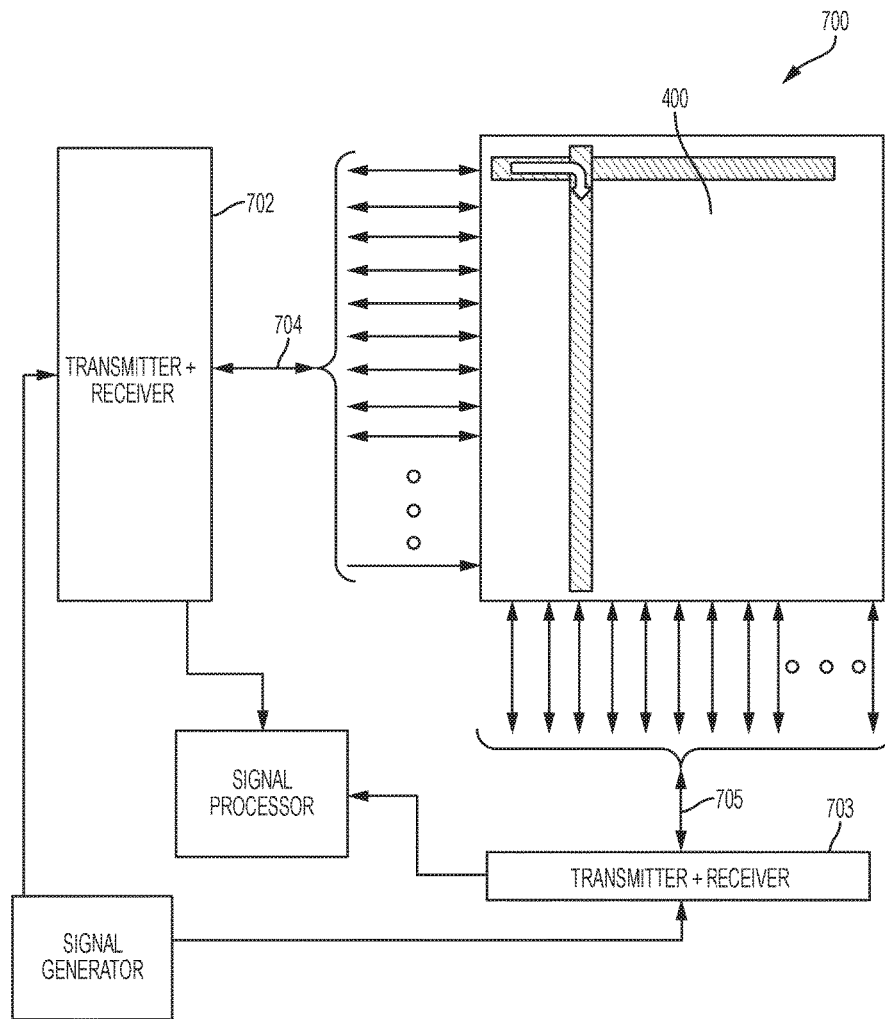 700
400
702
704
TRANSMITTER +
RECEIVER
SIGNAL
PROCESSOR
705
703
TRANSMITTER + RECEIVER
SIGNAL
GENERATOR